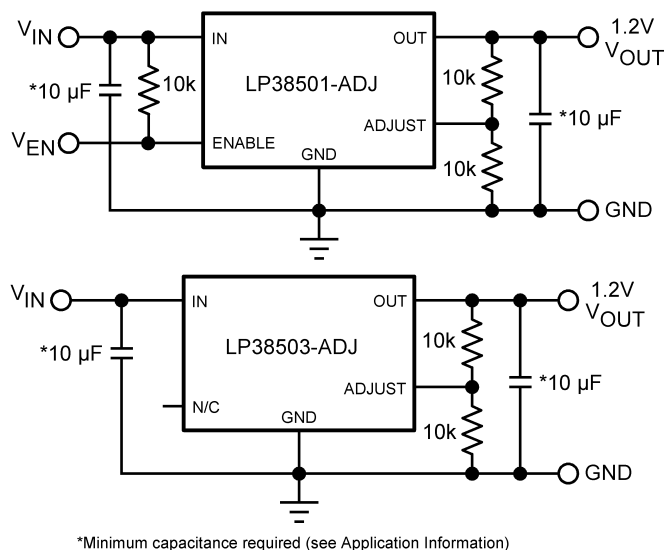 VIN IN OUT 1.2V
VOUT
*10 µF 10k LP38501-ADJ 10k
ADJUST *10 µF
VEN ENABLE
GND 10k
GND
VIN IN OUT 1.2V
VOUT
*10 µF LP38503-ADJ 10k
ADJUST *10 µF
N/C
GND 10k
GND
*Minimum capacitance required (see Application Information)